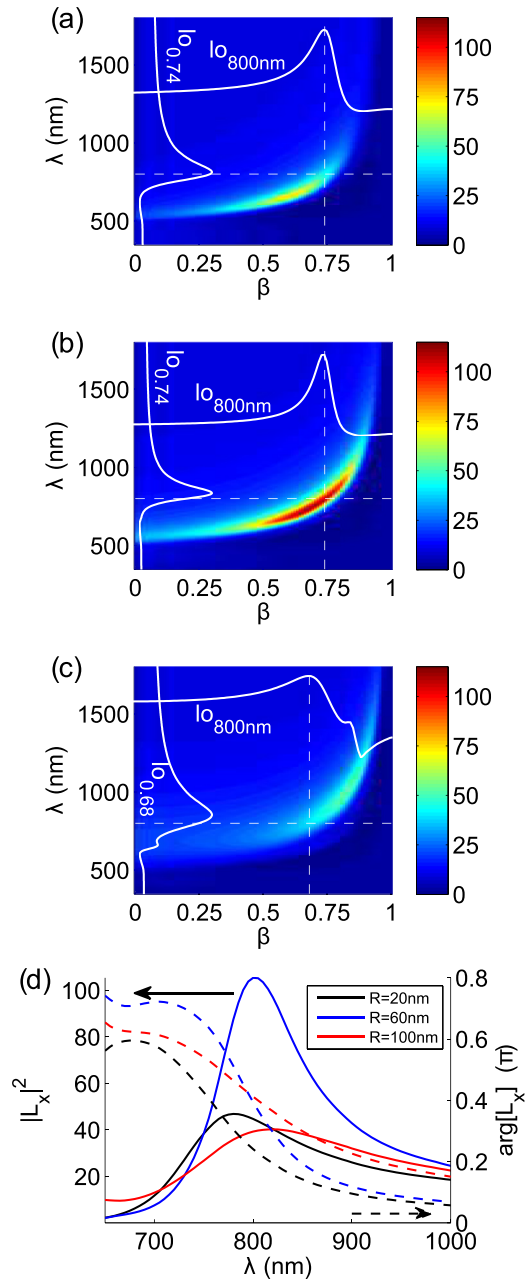 (a)
λ (nm)
1500
1000
500
0 0.25 0.5 0.75 1
β
Io0.74
Io800nm
100
75
50
25
0
(b)
λ (nm)
1500
1000
500
0 0.25 0.5 0.75 1
β
Io0.74
Io800nm
100
75
50
25
0
(c)
λ (nm)
1500
1000
500
0 0.25 0.5 0.75 1
β
Io0.68
Io800nm
100
75
50
25
0
(d)
|Lx|2
100
80
60
40
20
700 800 900 1000
λ (nm)
R=20nm
R=60nm
R=100nm
0.8
0.6
0.4
0.2
0
arg[Lx] (π)